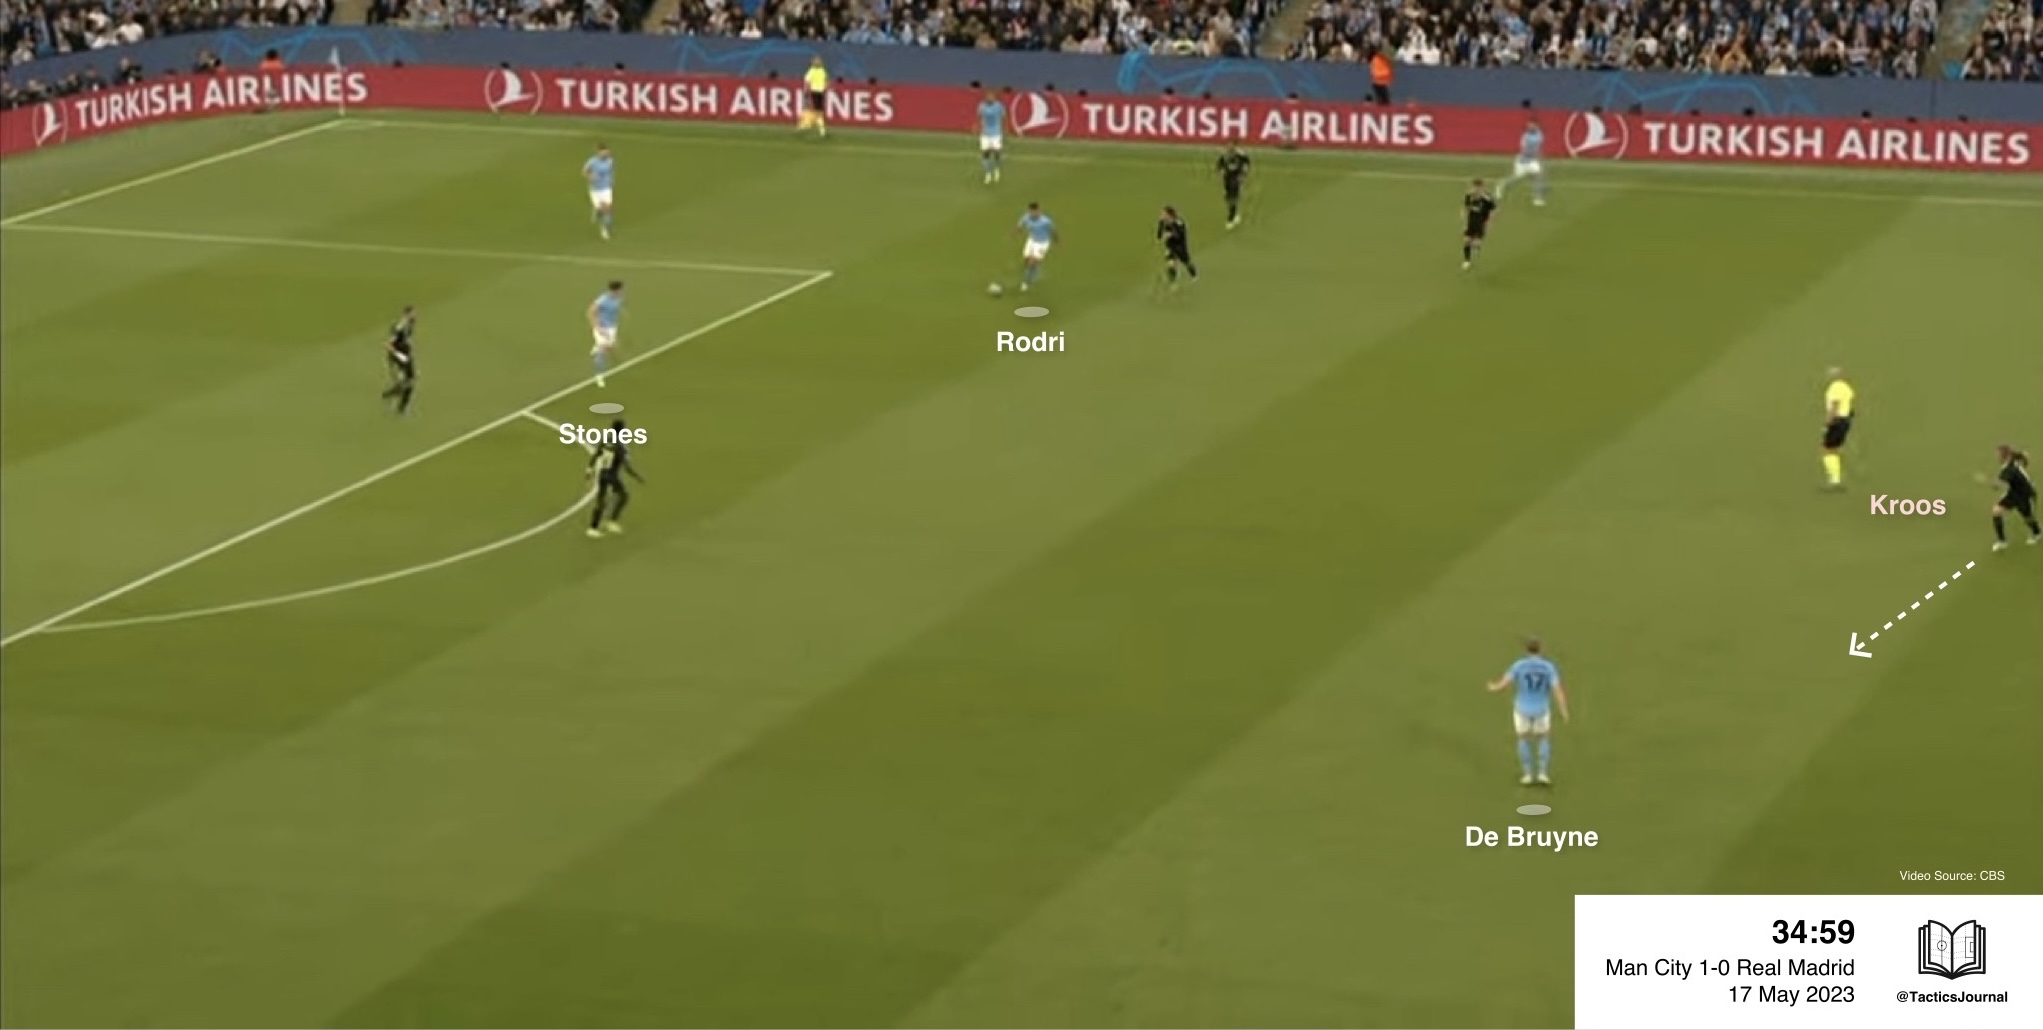 TURKISH AIRLINES
TURKISH AIRLINES
TURKISH AIRLINES
TURKISH AIRLINES
Rodri
Stones
Kroos
17
De Bruyne
Video Source: CBS
34:59
Man City 1-0 Real Madrid
17 May 2023
@TacticsJournal